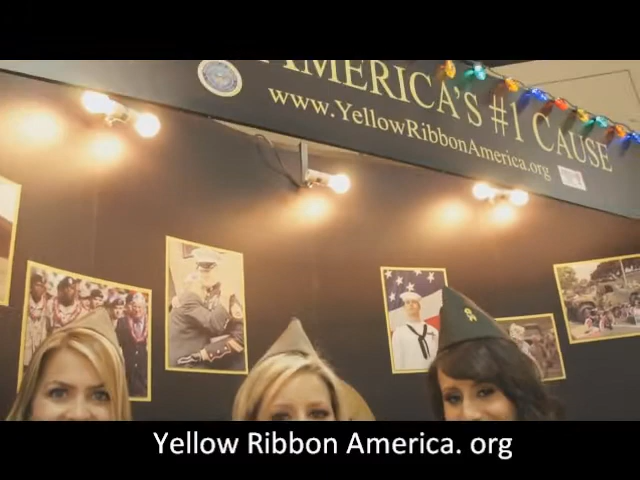 AMERICA'S #1 CAUSE
www.YellowRibbonAmerica.org
Yellow Ribbon America. org